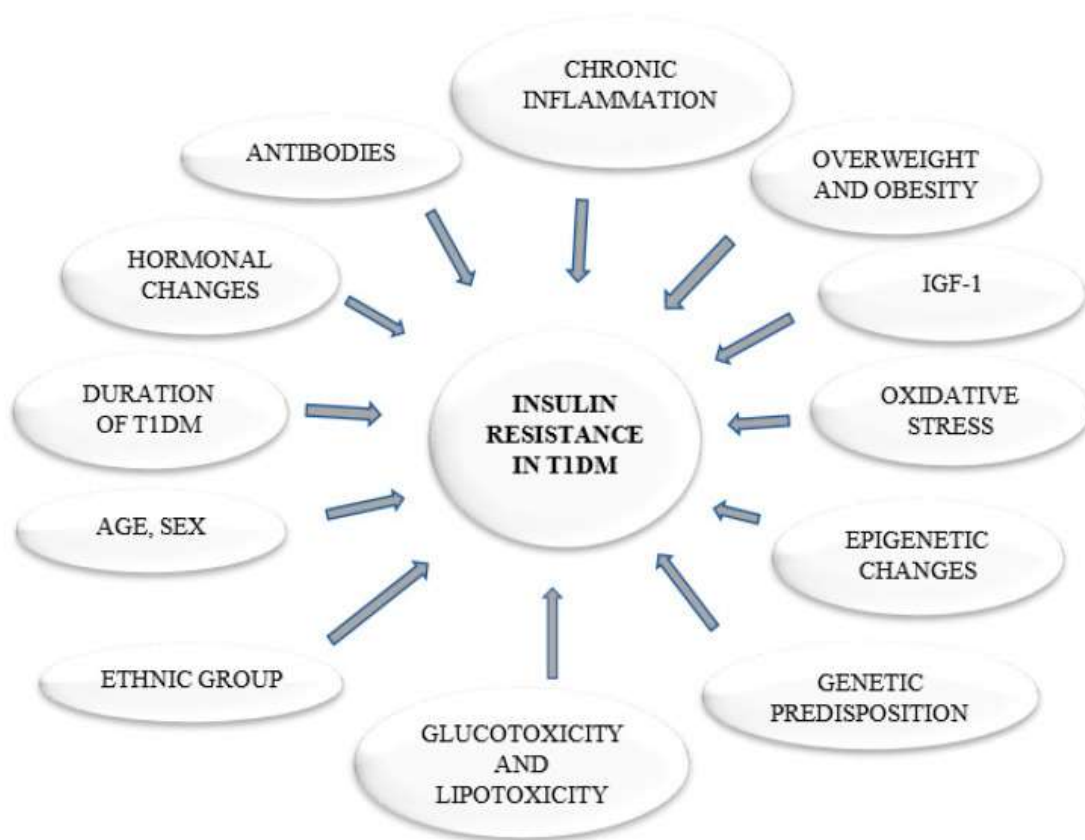 CHRONIC
INFLAMMATION
ANTIBODIES
OVERWEIGHT
AND OBESITY
HORMONAL
CHANGES
IGF-1
DURATION
OF T1DM
INSULIN
RESISTANCE
IN T1DM
OXIDATIVE
STRESS
AGE, SEX
EPIGENETIC
CHANGES
ETHNIC GROUP
GENETIC
PREDISPOSITION
GLUCOTOXICITY
AND
LIPOTOXICITY